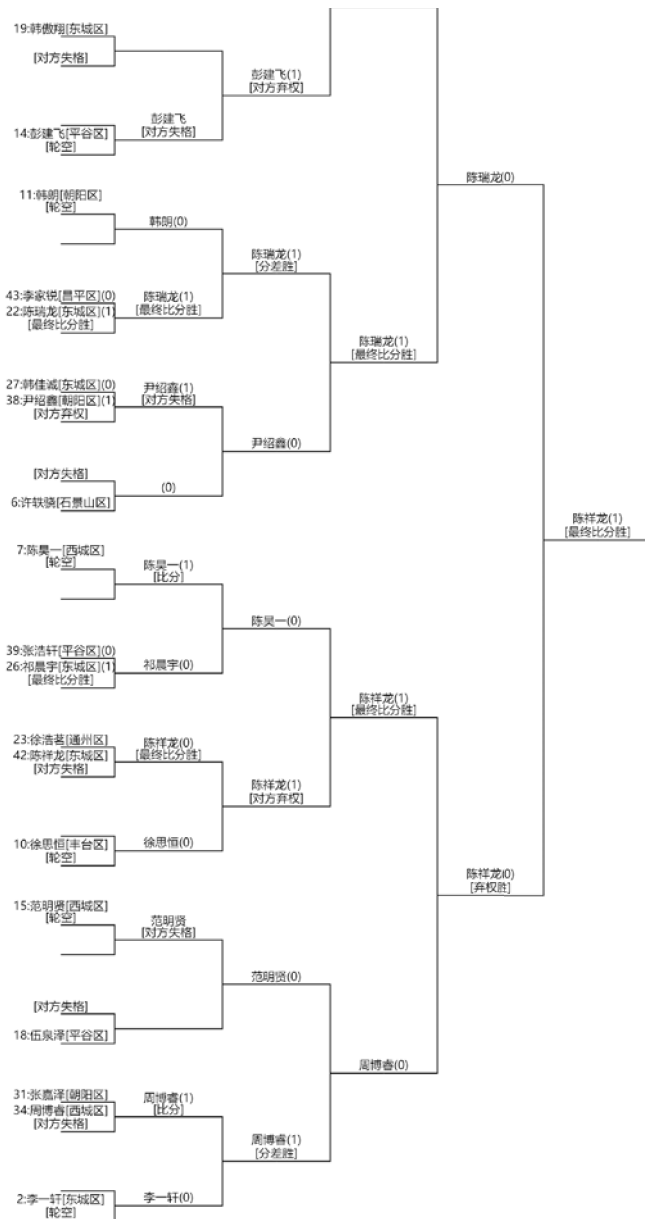 19:韩傲翔[东城区]
[对方失格]
彭建飞(1)
[对方弃权]
彭建飞
[对方失格]
14:彭建飞[平谷区]
[轮空]
陈瑞龙(0)
11:韩朗[朝阳区]
[轮空]
韩朗(0)
陈瑞龙(1)
[分差胜]
43:李家锐[昌平区](0)
22:陈瑞龙[东城区](1)
[最终比分胜]
陈瑞龙(1)
[最终比分胜]
陈瑞龙(1)
[最终比分胜]
27:韩佳诚[东城区](0)
38:尹绍鑫[朝阳区](1)
[对方弃权]
尹绍鑫(1)
[对方失格]
尹绍鑫(0)
[对方失格]
(0)
6:许轶骁[石景山区]
陈祥龙(1)
[最终比分胜]
7:陈昊一[西城区]
[轮空]
陈昊一(1)
[比分]
陈昊一(0)
39:张浩轩[平谷区](0)
26:祁晨宇[东城区](1)
[最终比分胜]
祁晨宇(0)
陈祥龙(1)
[最终比分胜]
23:徐浩茗[通州区]
42:陈祥龙[东城区]
[对方失格]
陈祥龙(0)
[最终比分胜]
陈祥龙(1)
[对方弃权]
10:徐思恒[丰台区]
[轮空]
徐思恒(0)
陈祥龙(0)
[弃权胜]
15:范明贤[西城区]
[轮空]
范明贤
[对方失格]
范明贤(0)
[对方失格]
18:伍泉泽[平谷区]
周博睿(0)
31:张嘉泽[朝阳区]
34:周博睿[西城区]
[对方失格]
周博睿(1)
[比分]
周博睿(1)
[分差胜]
2:李一轩[东城区]
[轮空]
李一轩(0)